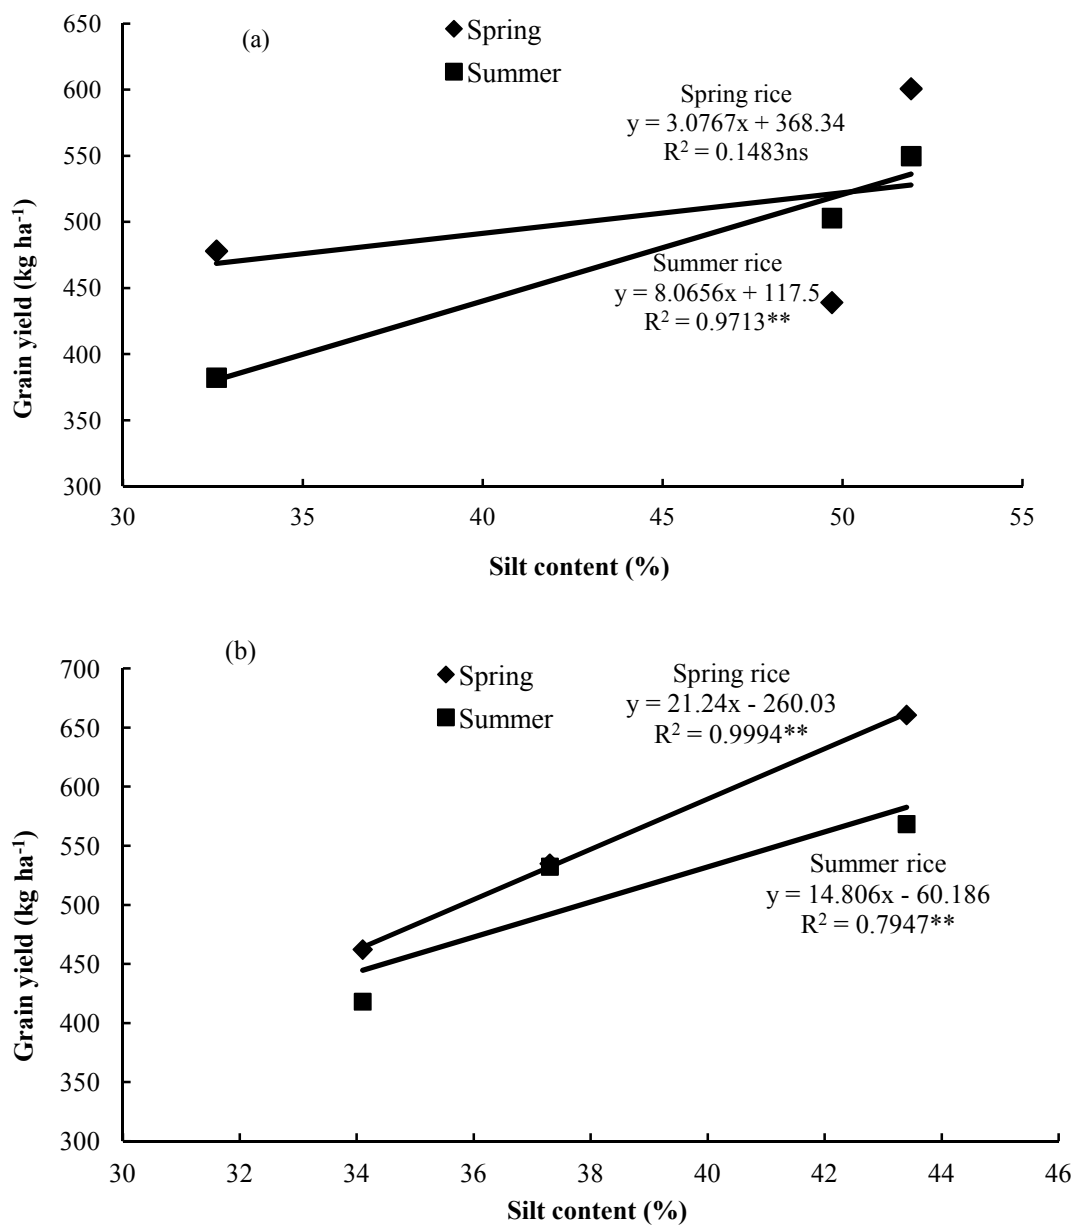 (a)
Spring
Summer
Spring rice
y = 3.0767x + 368.34
R² = 0.1483ns
Summer rice
y = 8.0656x + 117.5
R² = 0.9713**
650
600
550
500
450
400
350
300
Grain yield (kg ha⁻¹)
30 35 40 45 50 55
Silt content (%)
(b)
Spring
Summer
Spring rice
y = 21.24x - 260.03
R² = 0.9994**
Summer rice
y = 14.806x - 60.186
R² = 0.7947**
700
650
600
550
500
450
400
350
300
Grain yield (kg ha⁻¹)
30 32 34 36 38 40 42 44 46
Silt content (%)